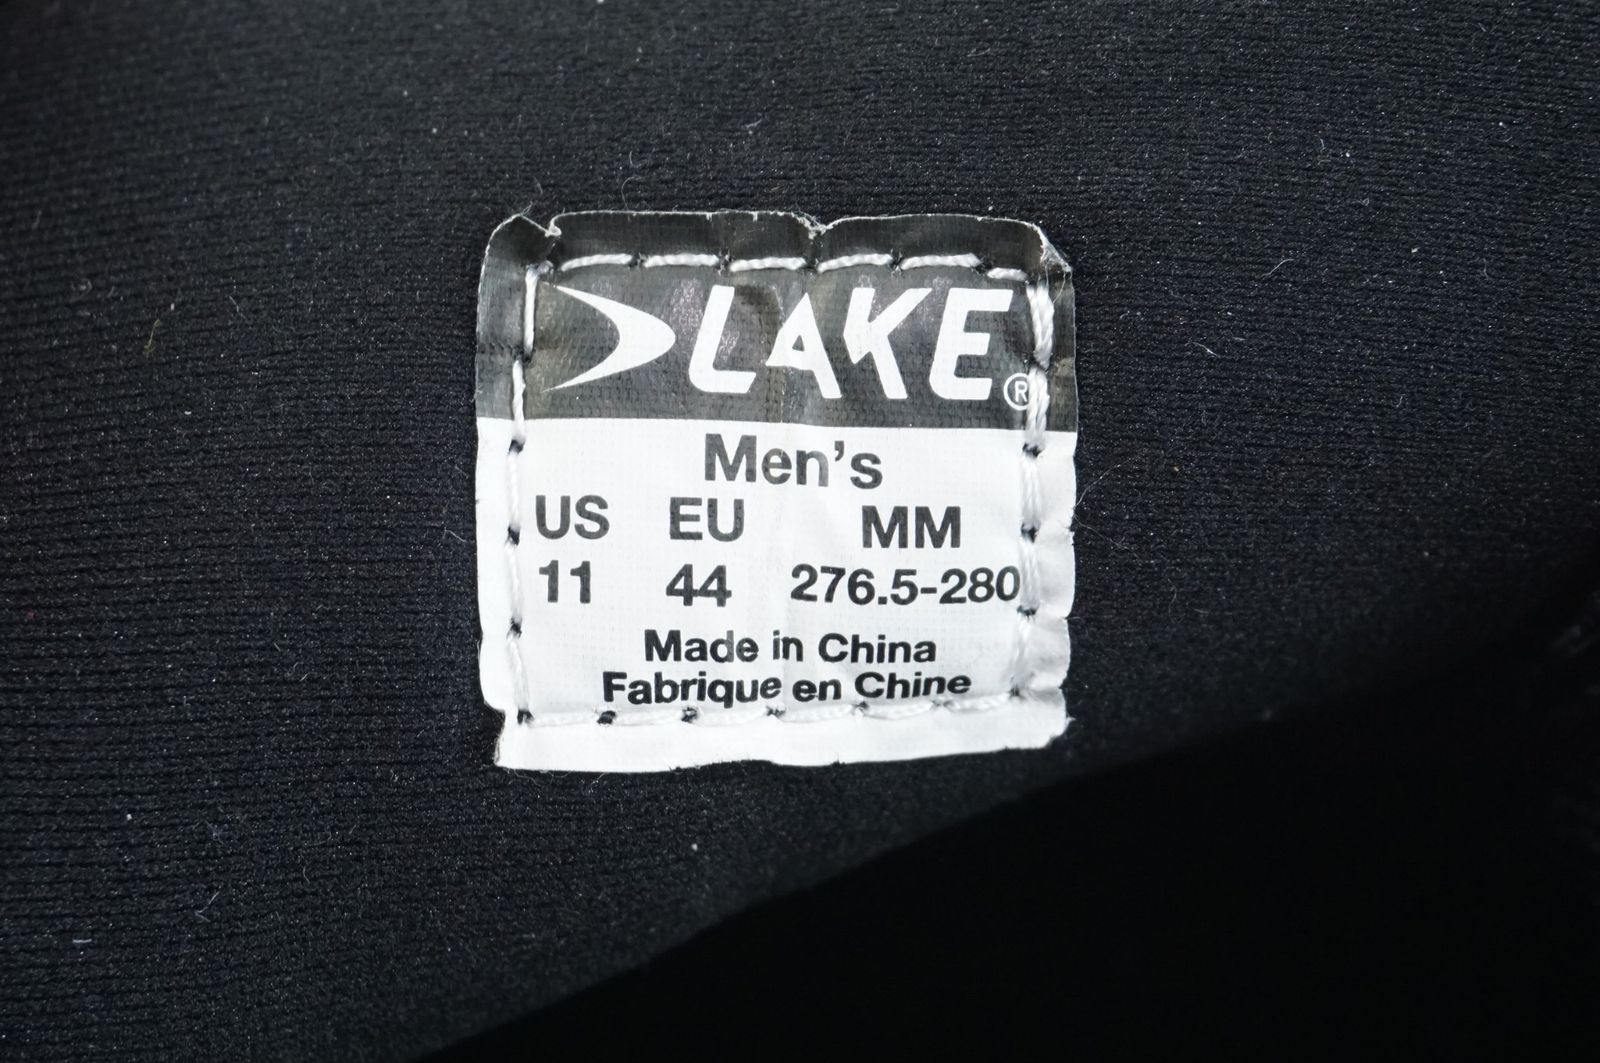 LAKE®
Men's
US EU MM
11 44 276.5-280
Made in China
Fabrique en Chine